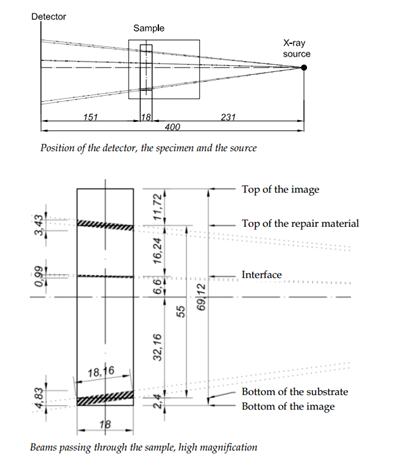 Detector
Sample
X-ray
source
151
18
231
400
Position of the detector, the specimen and the source
Top of the image
11,72
3,43
Top of the repair material
16,24
0,99
Interface
6,6
55
69,12
32,16
18,16
4,83
2,4
Bottom of the substrate
Bottom of the image
18
Beams passing through the sample, high magnification